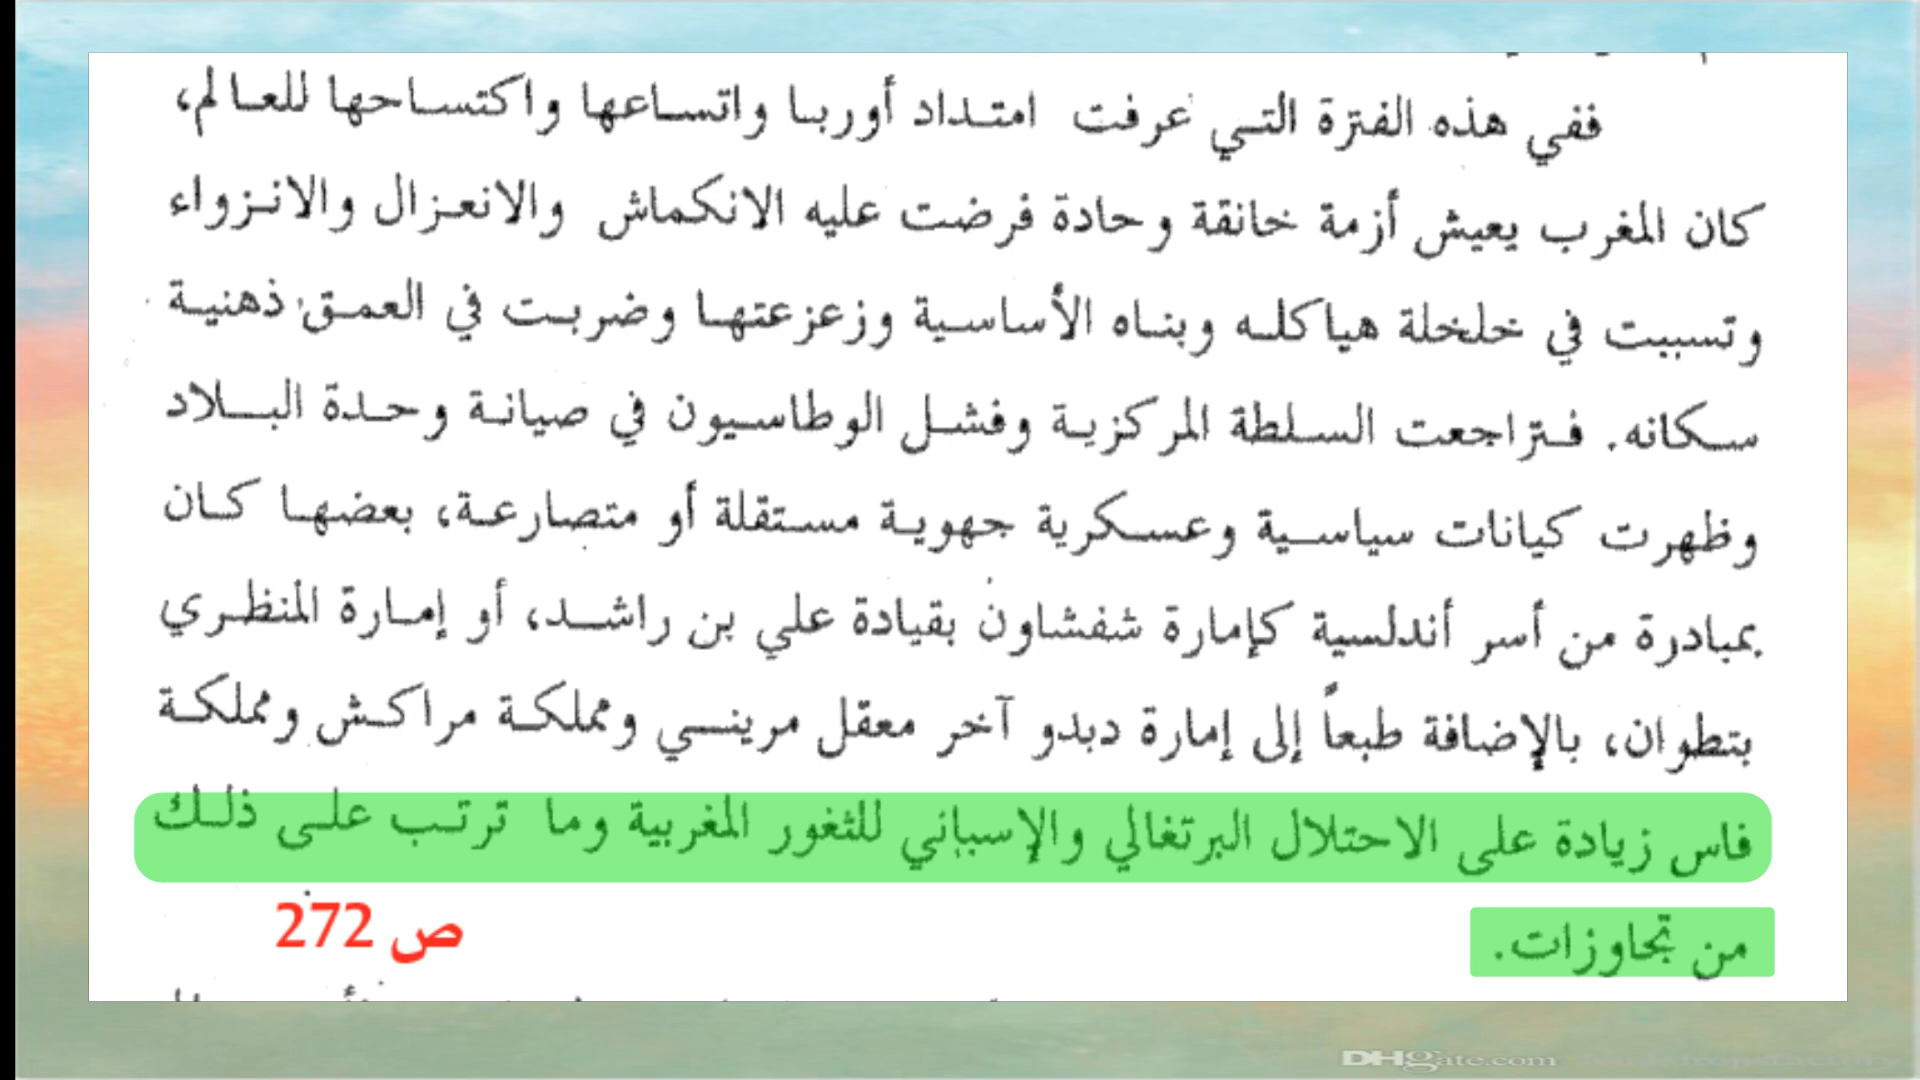 ففي هذه الفترة التي عرفت امتداد أوربا واتساعها واكتساحها للعالم،
كان المغرب يعيش أزمة خانقة وحادة فرضت عليه الانكماش والانعزال والانزواء
وتسببت في خلخلة هياكله وبناه الأساسية وزعزعتها وضربت في العمق ذهنية
سكانه. فتراجعت السلطة المركزية وفشل الوطاسيون في صيانة وحدة البلاد
وظهرت كيانات سياسية وعسكرية جهوية مستقلة أو متصارعة، بعضها كان
بمبادرة من أسر أندلسية كإمارة شفشاون بقيادة علي بن راشد، أو إمارة المنظري
بتطوان، بالإضافة طبعاً إلى إمارة دبدو آخر معقل مريني ومملكة مراكش ومملكة
فاس زيادة على الاحتلال البرتغالي والإسباني للثغور المغربية وما ترتب على ذلك
من تجاوزات.
ص 272
DHgate.com